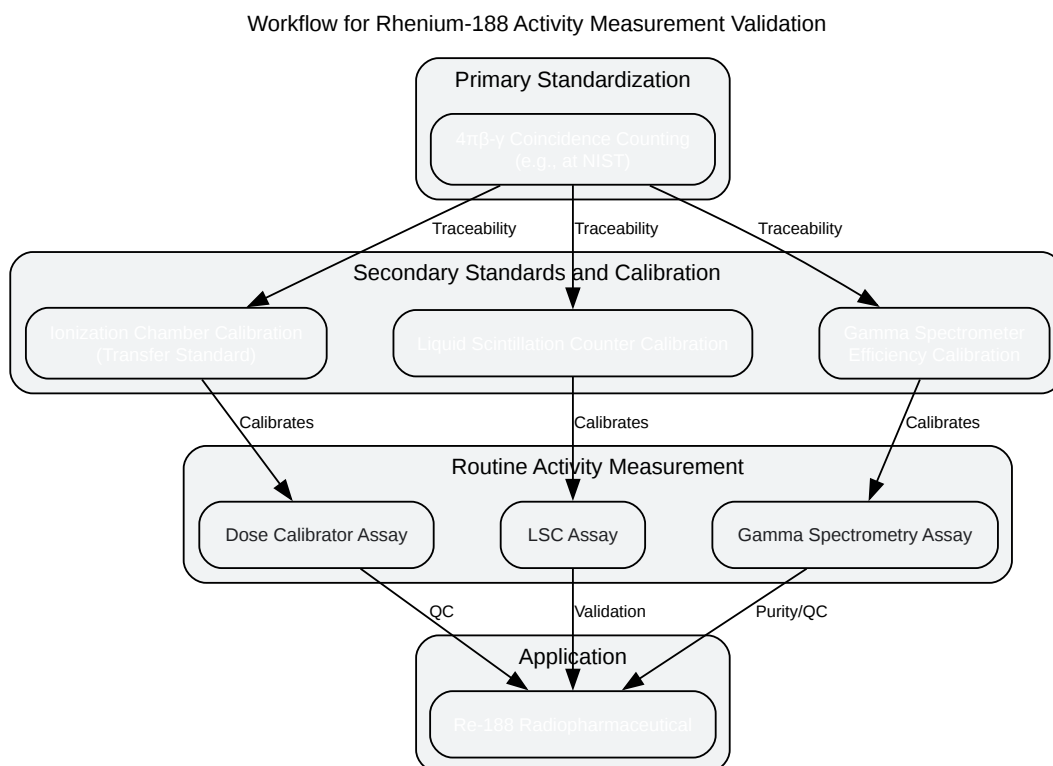 Workflow for Rhenium-188 Activity Measurement Validation
Primary Standardization
4πβ-γ Coincidence Counting
(e.g., at NIST)
Traceability
Traceability
Traceability
Secondary Standards and Calibration
Ionization Chamber Calibration
(Transfer Standard)
Liquid Scintillation Counter Calibration
Gamma Spectrometer
Efficiency Calibration
Calibrates
Calibrates
Calibrates
Routine Activity Measurement
Dose Calibrator Assay
LSC Assay
Gamma Spectrometry Assay
QC
Validation
Purity/QC
Application
Re-188 Radiopharmaceutical